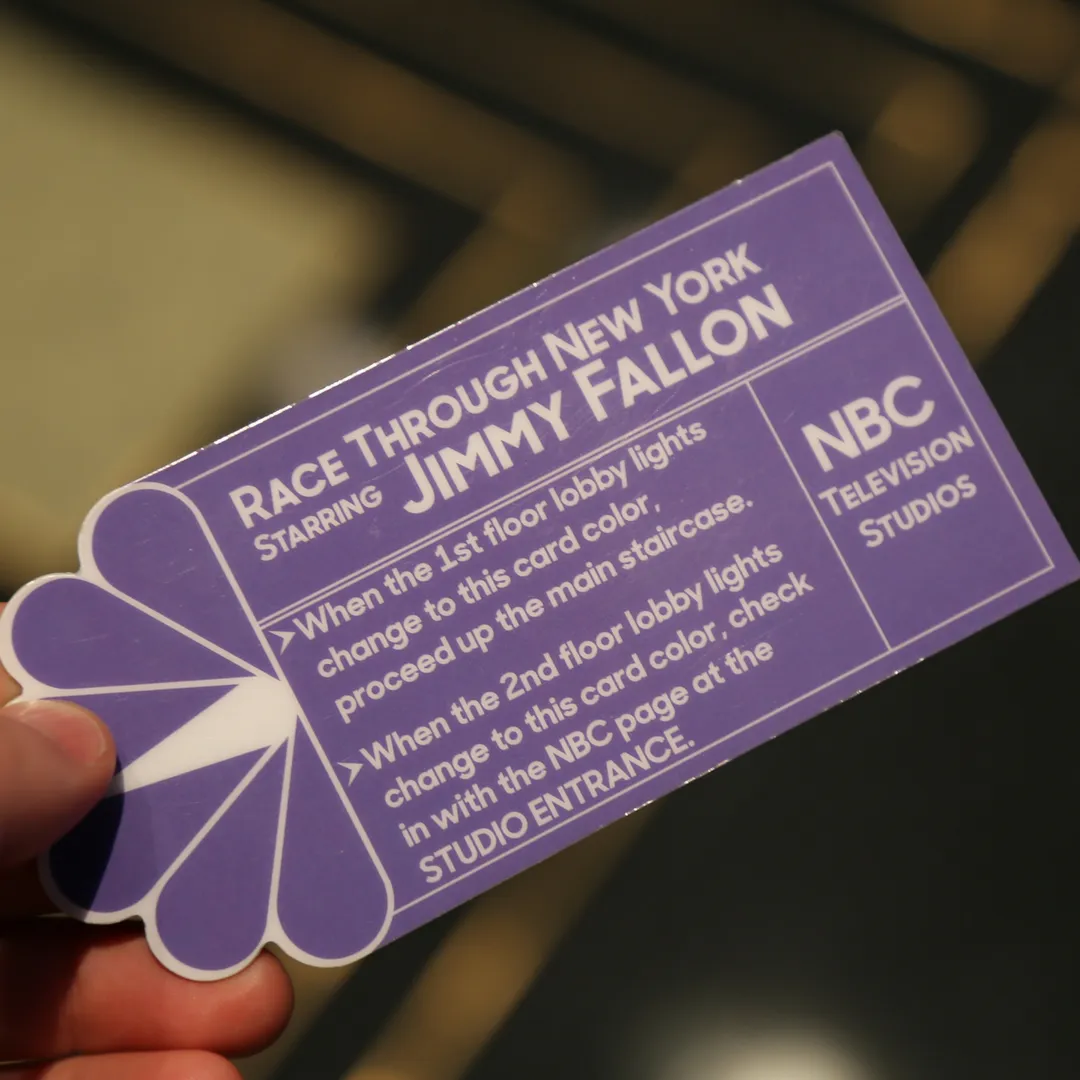 RACE THROUGH NEW YORK
STARRING JIMMY FALLON
➤When the 1st floor lobby lights
change to this card color,
proceed up the main staircase.
➤When the 2nd floor lobby lights
change to this card color, check
in with the NBC page at the
STUDIO ENTRANCE.
NBC
TELEVISION
STUDIOS